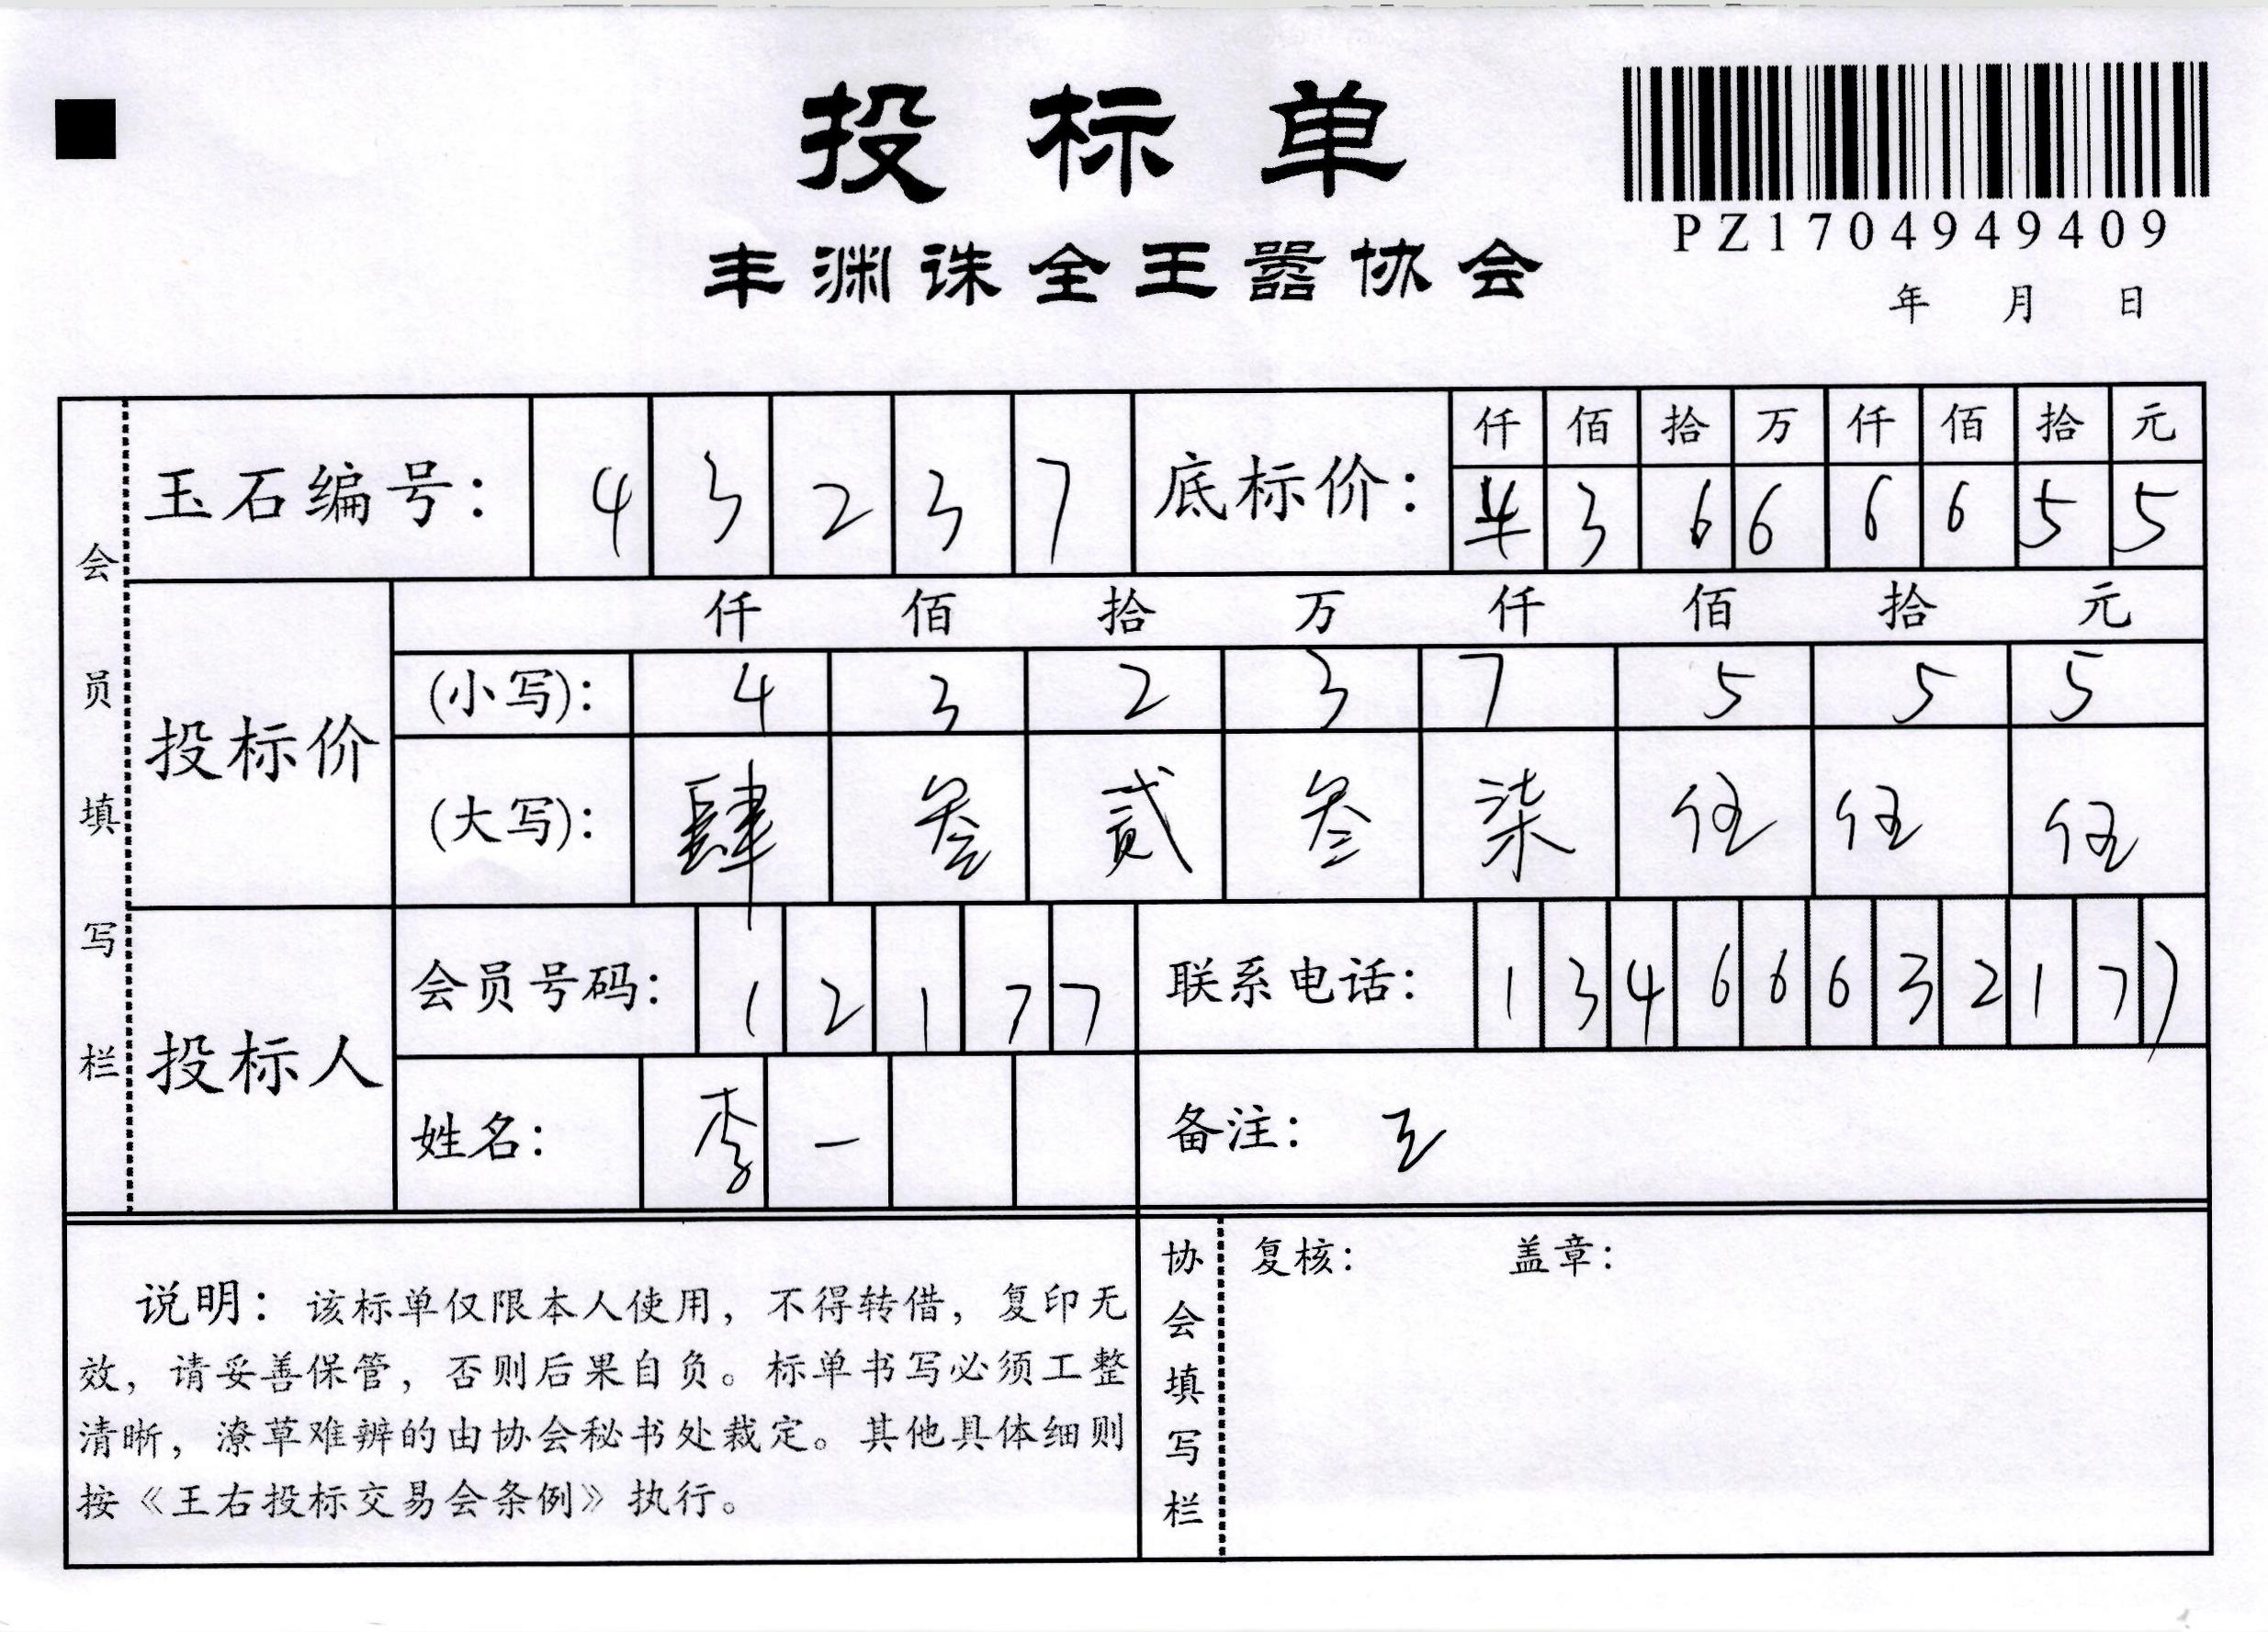 投标单
PZ1704949409
丰渊诛全王嚣协会
年 月 日
会员填写栏
玉石编号: 4 3 2 3 7
底标价: 仟 佰 拾 万 仟 佰 拾 元
4 3 6 6 6 6 5 5
投标价
仟 佰 拾 万 仟 佰 拾 元
(小写): 4 3 2 3 7 5 5 5
(大写): 肆 叁 贰 叁 柒 伍 伍 伍
投标人
会员号码: 1 2 1 7 7
联系电话: 1 3 4 6 6 6 3 2 1 7 7
姓名: 李 一
备注:
说明: 该标单仅限本人使用, 不得转借, 复印无
效, 请妥善保管, 否则后果自负。标单书写必须工整
清晰, 潦草难辨的由协会秘书处裁定。其他具体细则
按《王右投标交易会条例》执行。
协会填写栏
复核: 盖章: